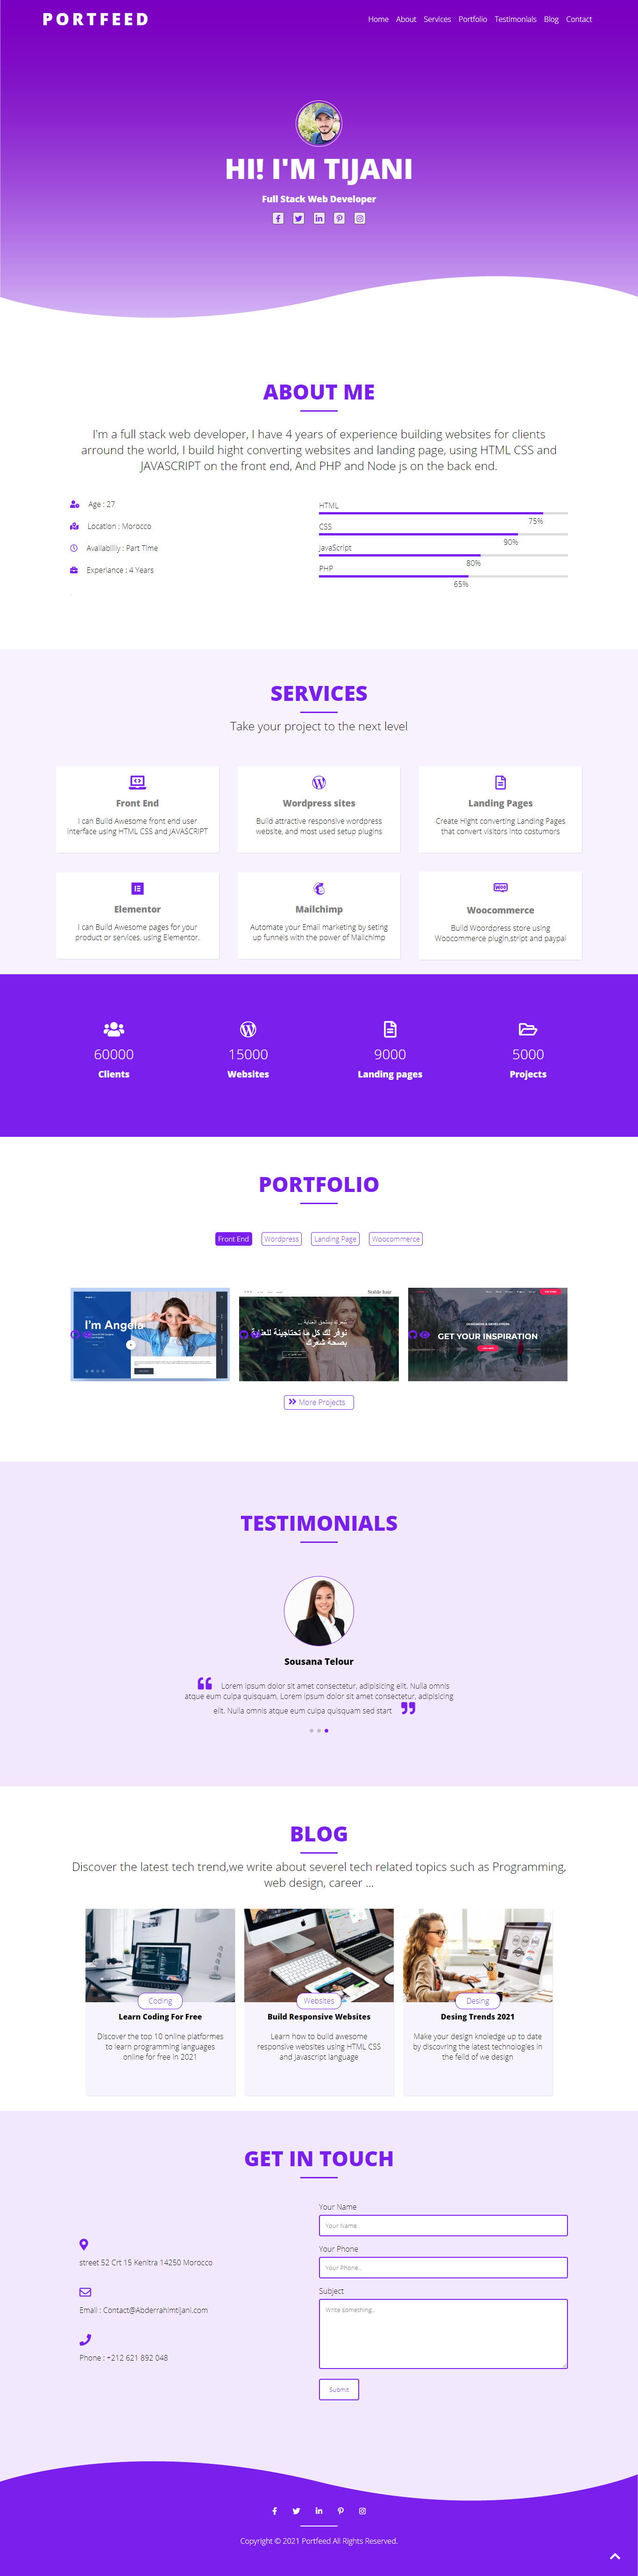 PORTFEED
Home About Services Portfolio Testimonials Blog Contact
HI! I'M TIJANI
Full Stack Web Developer
ABOUT ME
I'm a full stack web developer, I have 4 years of experience building websites for clients
arround the world, I build hight converting websites and landing page, using HTML CSS and
JAVASCRIPT on the front end, And PHP and Node js on the back end.
Age : 27
Location : Morocco
Availability : Part Time
Experiance : 4 Years
HTML
75%
CSS
90%
JavaScript
80%
PHP
65%
SERVICES
Take your project to the next level
Front End
I can Build Awesome front end user
interface using HTML CSS and JAVASCRIPT
Wordpress sites
Build attractive responsive wordpress
website, and most used setup plugins
Landing Pages
Create Hight converting Landing Pages
that convert visitors into costumors
Elementor
I can Build Awesome pages for your
product or services, using Elementor.
Mailchimp
Automate your Email marketing by seting
up funnels with the power of Mailchimp
Woo
Woocommerce
Build Woordpress store using
Woocommerce plugin,stript and paypal
60000
Clients
15000
Websites
9000
Landing pages
5000
Projects
PORTFOLIO
Front End Wordpress Landing Page Woocommerce
I'm Angela
Stable hair
شعرك يستحق العناية ...
نوفر لك كل ما تحتاجينة للعناية
بصحة شعرك
DESIGNER & DEVELOPER
GET YOUR INSPIRATION
More Projects
TESTIMONIALS
Sousana Telour
Lorem ipsum dolor sit amet consectetur, adipisicing elit. Nulla omnis
atque eum culpa quisquam, Lorem ipsum dolor sit amet consectetur, adipisicing
elit. Nulla omnis atque eum culpa quisquam sed start
BLOG
Discover the latest tech trend,we write about severel tech related topics such as Programming,
web design, career ...
Coding
Learn Coding For Free
Discover the top 10 online platformes
to learn programming languages
online for free in 2021
Websites
Build Responsive Websites
Learn how to build awesome
responsive websites using HTML CSS
and Javascript language
Desing
Desing Trends 2021
Make your design knoledge up to date
by discovring the latest technologies in
the feild of we design
GET IN TOUCH
street 52 Crt 15 Kenitra 14250 Morocco
Email : Contact@Abderrahimtijani.com
Phone : +212 621 892 048
Your Name
Your Name..
Your Phone
Your Phone..
Subject
Write something..
Submit
Copyright © 2021 Portfeed All Rights Reserved.